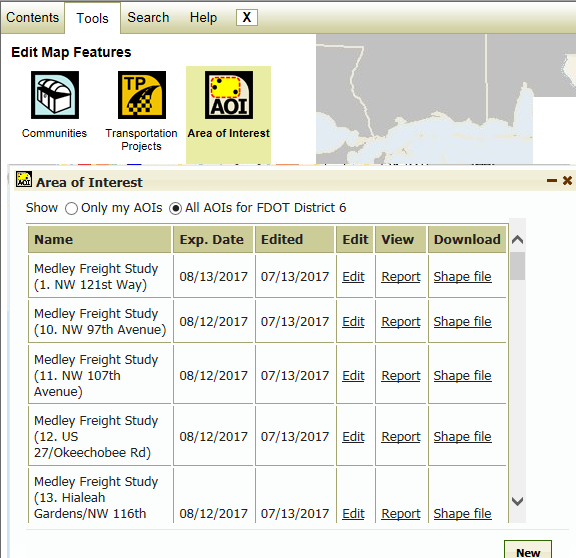 Contents Tools Search Help X
Edit Map Features
TP AOI
Communities Transportation Projects Area of Interest
AOI Area of Interest
Show Only my AOIs All AOIs for FDOT District 6
Name Exp. Date Edited Edit View Download
Medley Freight Study
(1. NW 121st Way) 08/13/2017 07/13/2017 Edit Report Shape file
Medley Freight Study
(10. NW 97th Avenue) 08/12/2017 07/13/2017 Edit Report Shape file
Medley Freight Study
(11. NW 107th
Avenue) 08/12/2017 07/13/2017 Edit Report Shape file
Medley Freight Study
(12. US
27/Okeechobee Rd) 08/12/2017 07/13/2017 Edit Report Shape file
Medley Freight Study
(13. Hialeah
Gardens/NW 116th 08/12/2017 07/13/2017 Edit Report Shape file
New